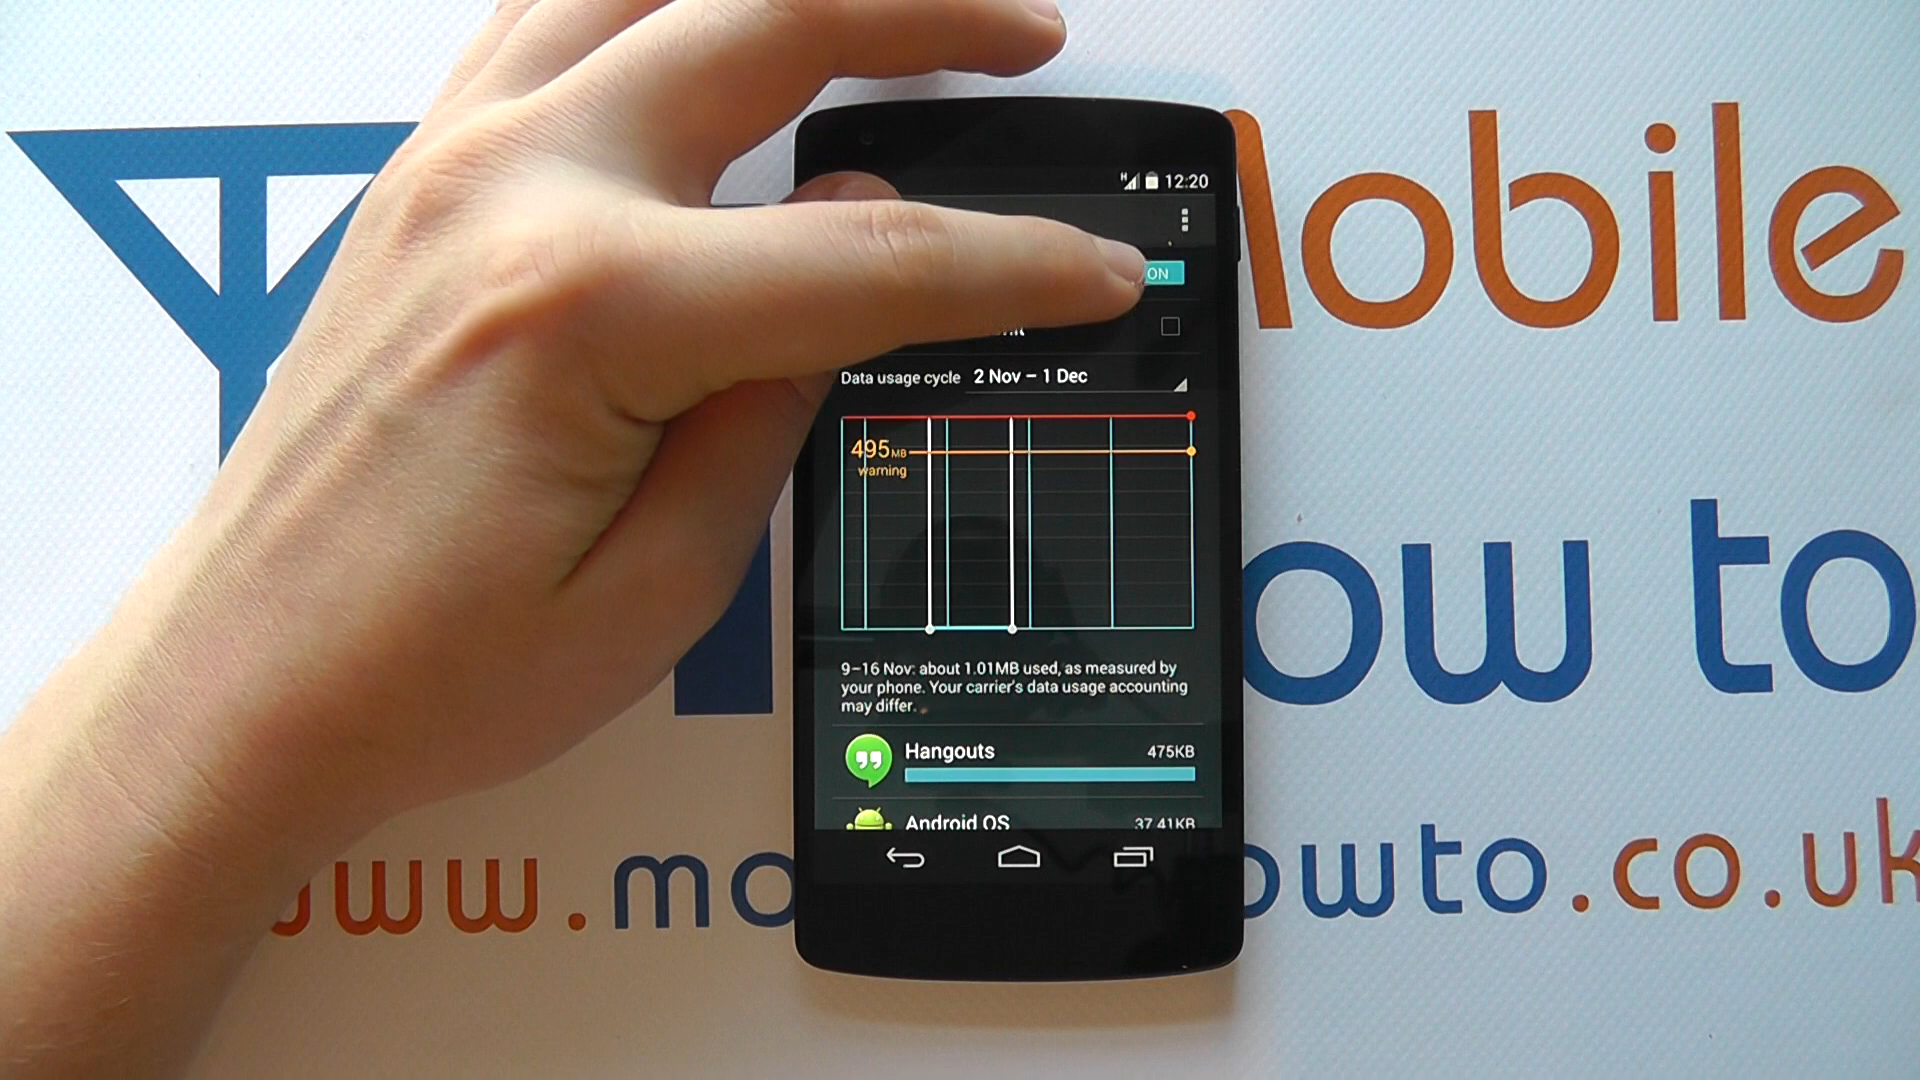 H 12:20
ON
Data usage cycle 2 Nov – 1 Dec
495MB
warning
9–16 Nov: about 1.01MB used, as measured by
your phone. Your carrier's data usage accounting
may differ.
Hangouts 475KB
Android OS 37.41KB
Mobile
ow to
www.mo owto.co.uk